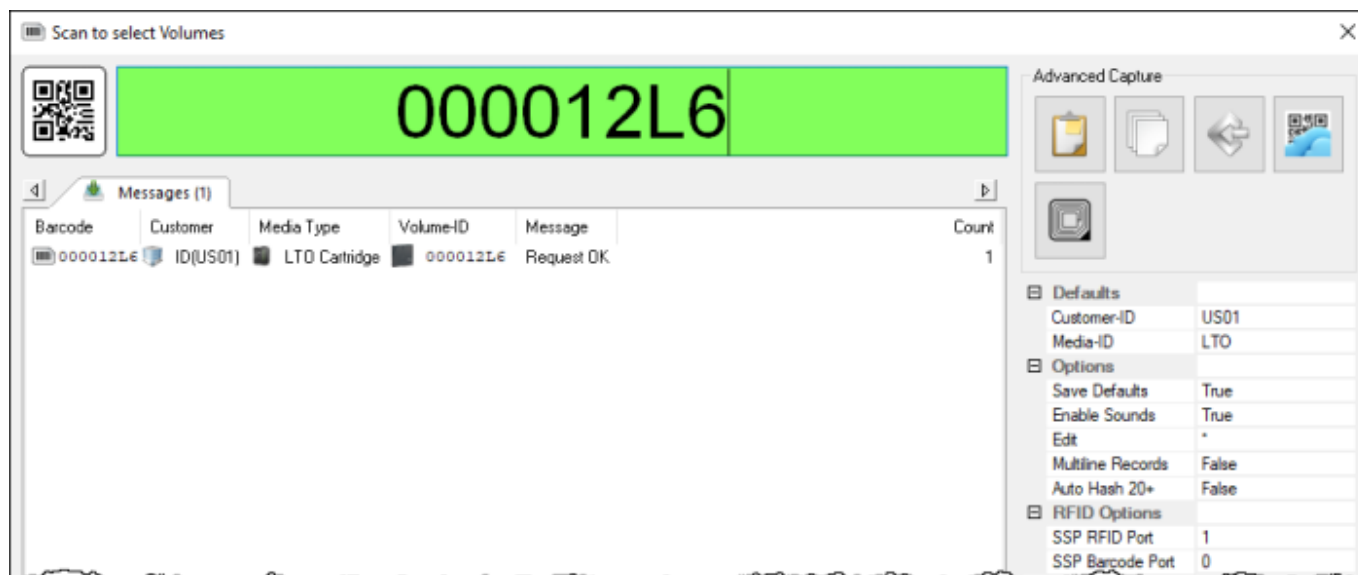 Scan to select Volumes
000012L6
Advanced Capture
Messages (1)
Barcode Customer Media Type Volume-ID Message Count
000012L6 ID(US01) LTO Cartridge 000012L6 Request OK 1
Defaults
Customer-ID US01
Media-ID LTO
Options
Save Defaults True
Enable Sounds True
Edit *
Multiline Records False
Auto Hash 20+ False
RFID Options
SSP RFID Port 1
SSP Barcode Port 0